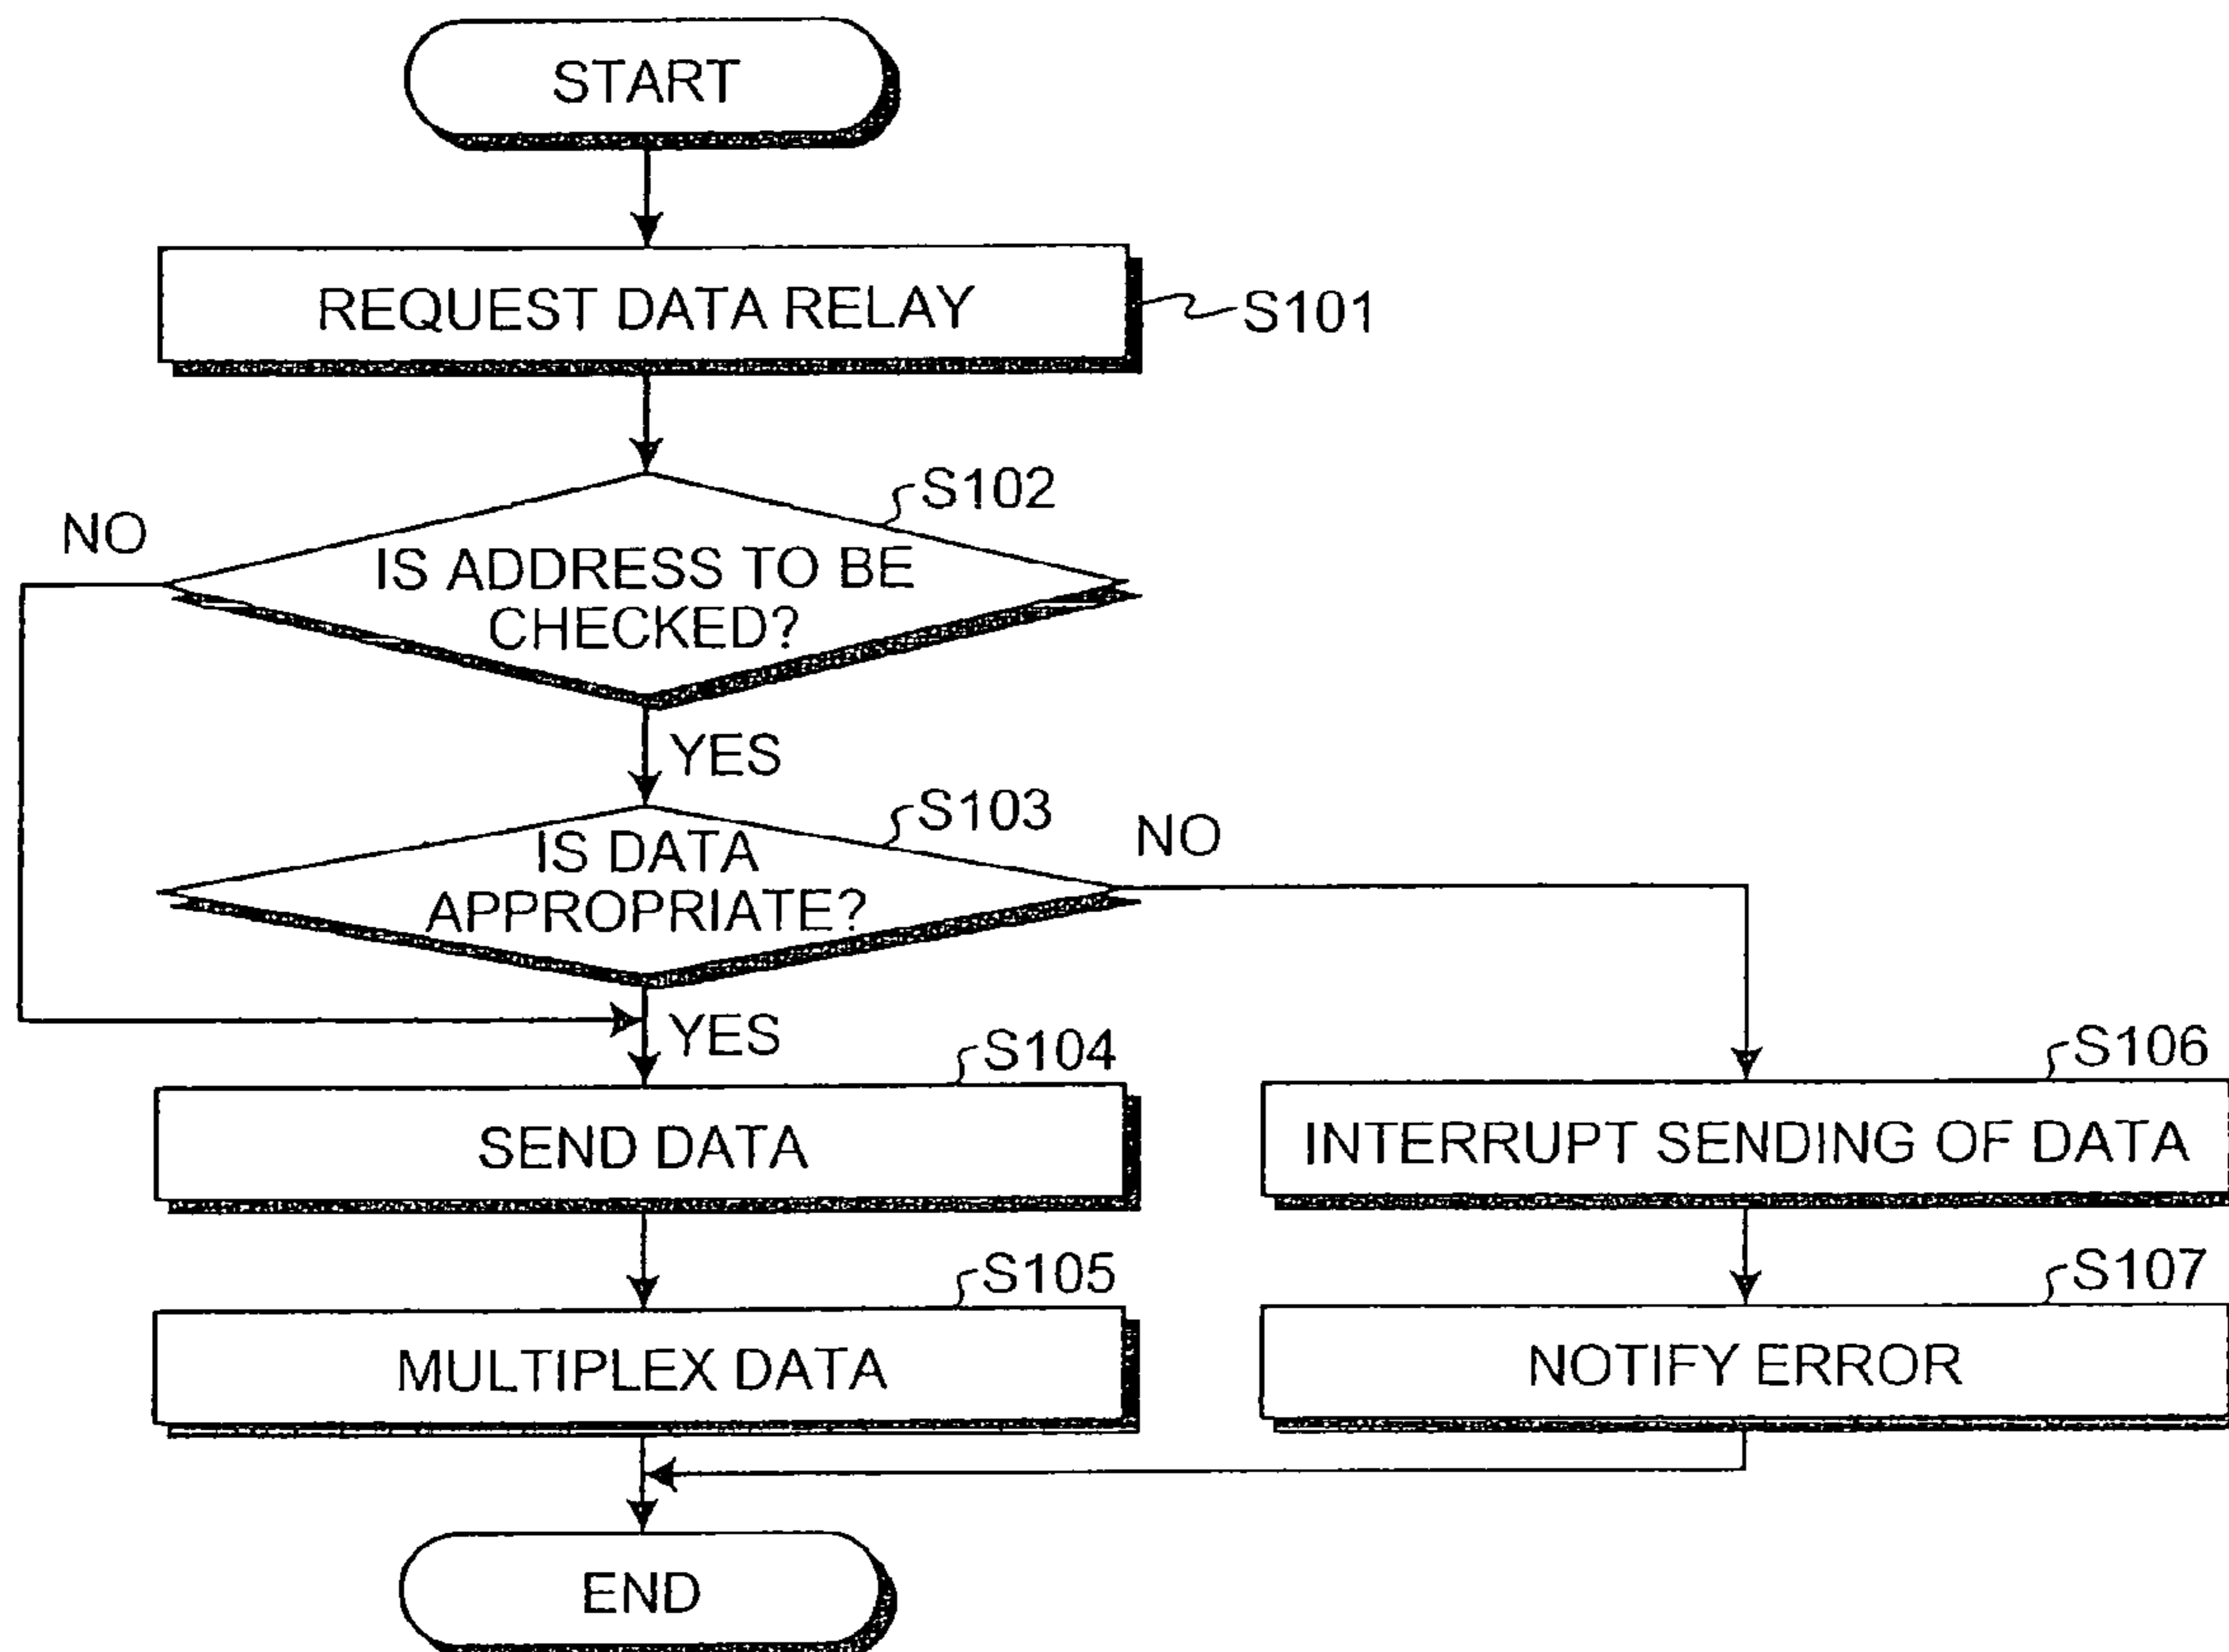 START
REQUEST DATA RELAY
S101
S102
NO
IS ADDRESS TO BE
CHECKED?
YES
S103
NO
IS DATA
APPROPRIATE?
YES
S104
SEND DATA
S106
INTERRUPT SENDING OF DATA
S105
MULTIPLEX DATA
S107
NOTIFY ERROR
END